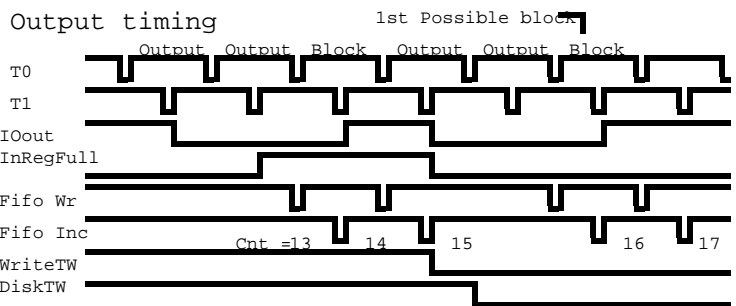 Output timing 1st Possible block
Output Output Block Output Output Block
T0
T1
IOout
InRegFull
Fifo Wr
Fifo Inc
Cnt =13 14 15 16 17
WriteTW
DiskTW